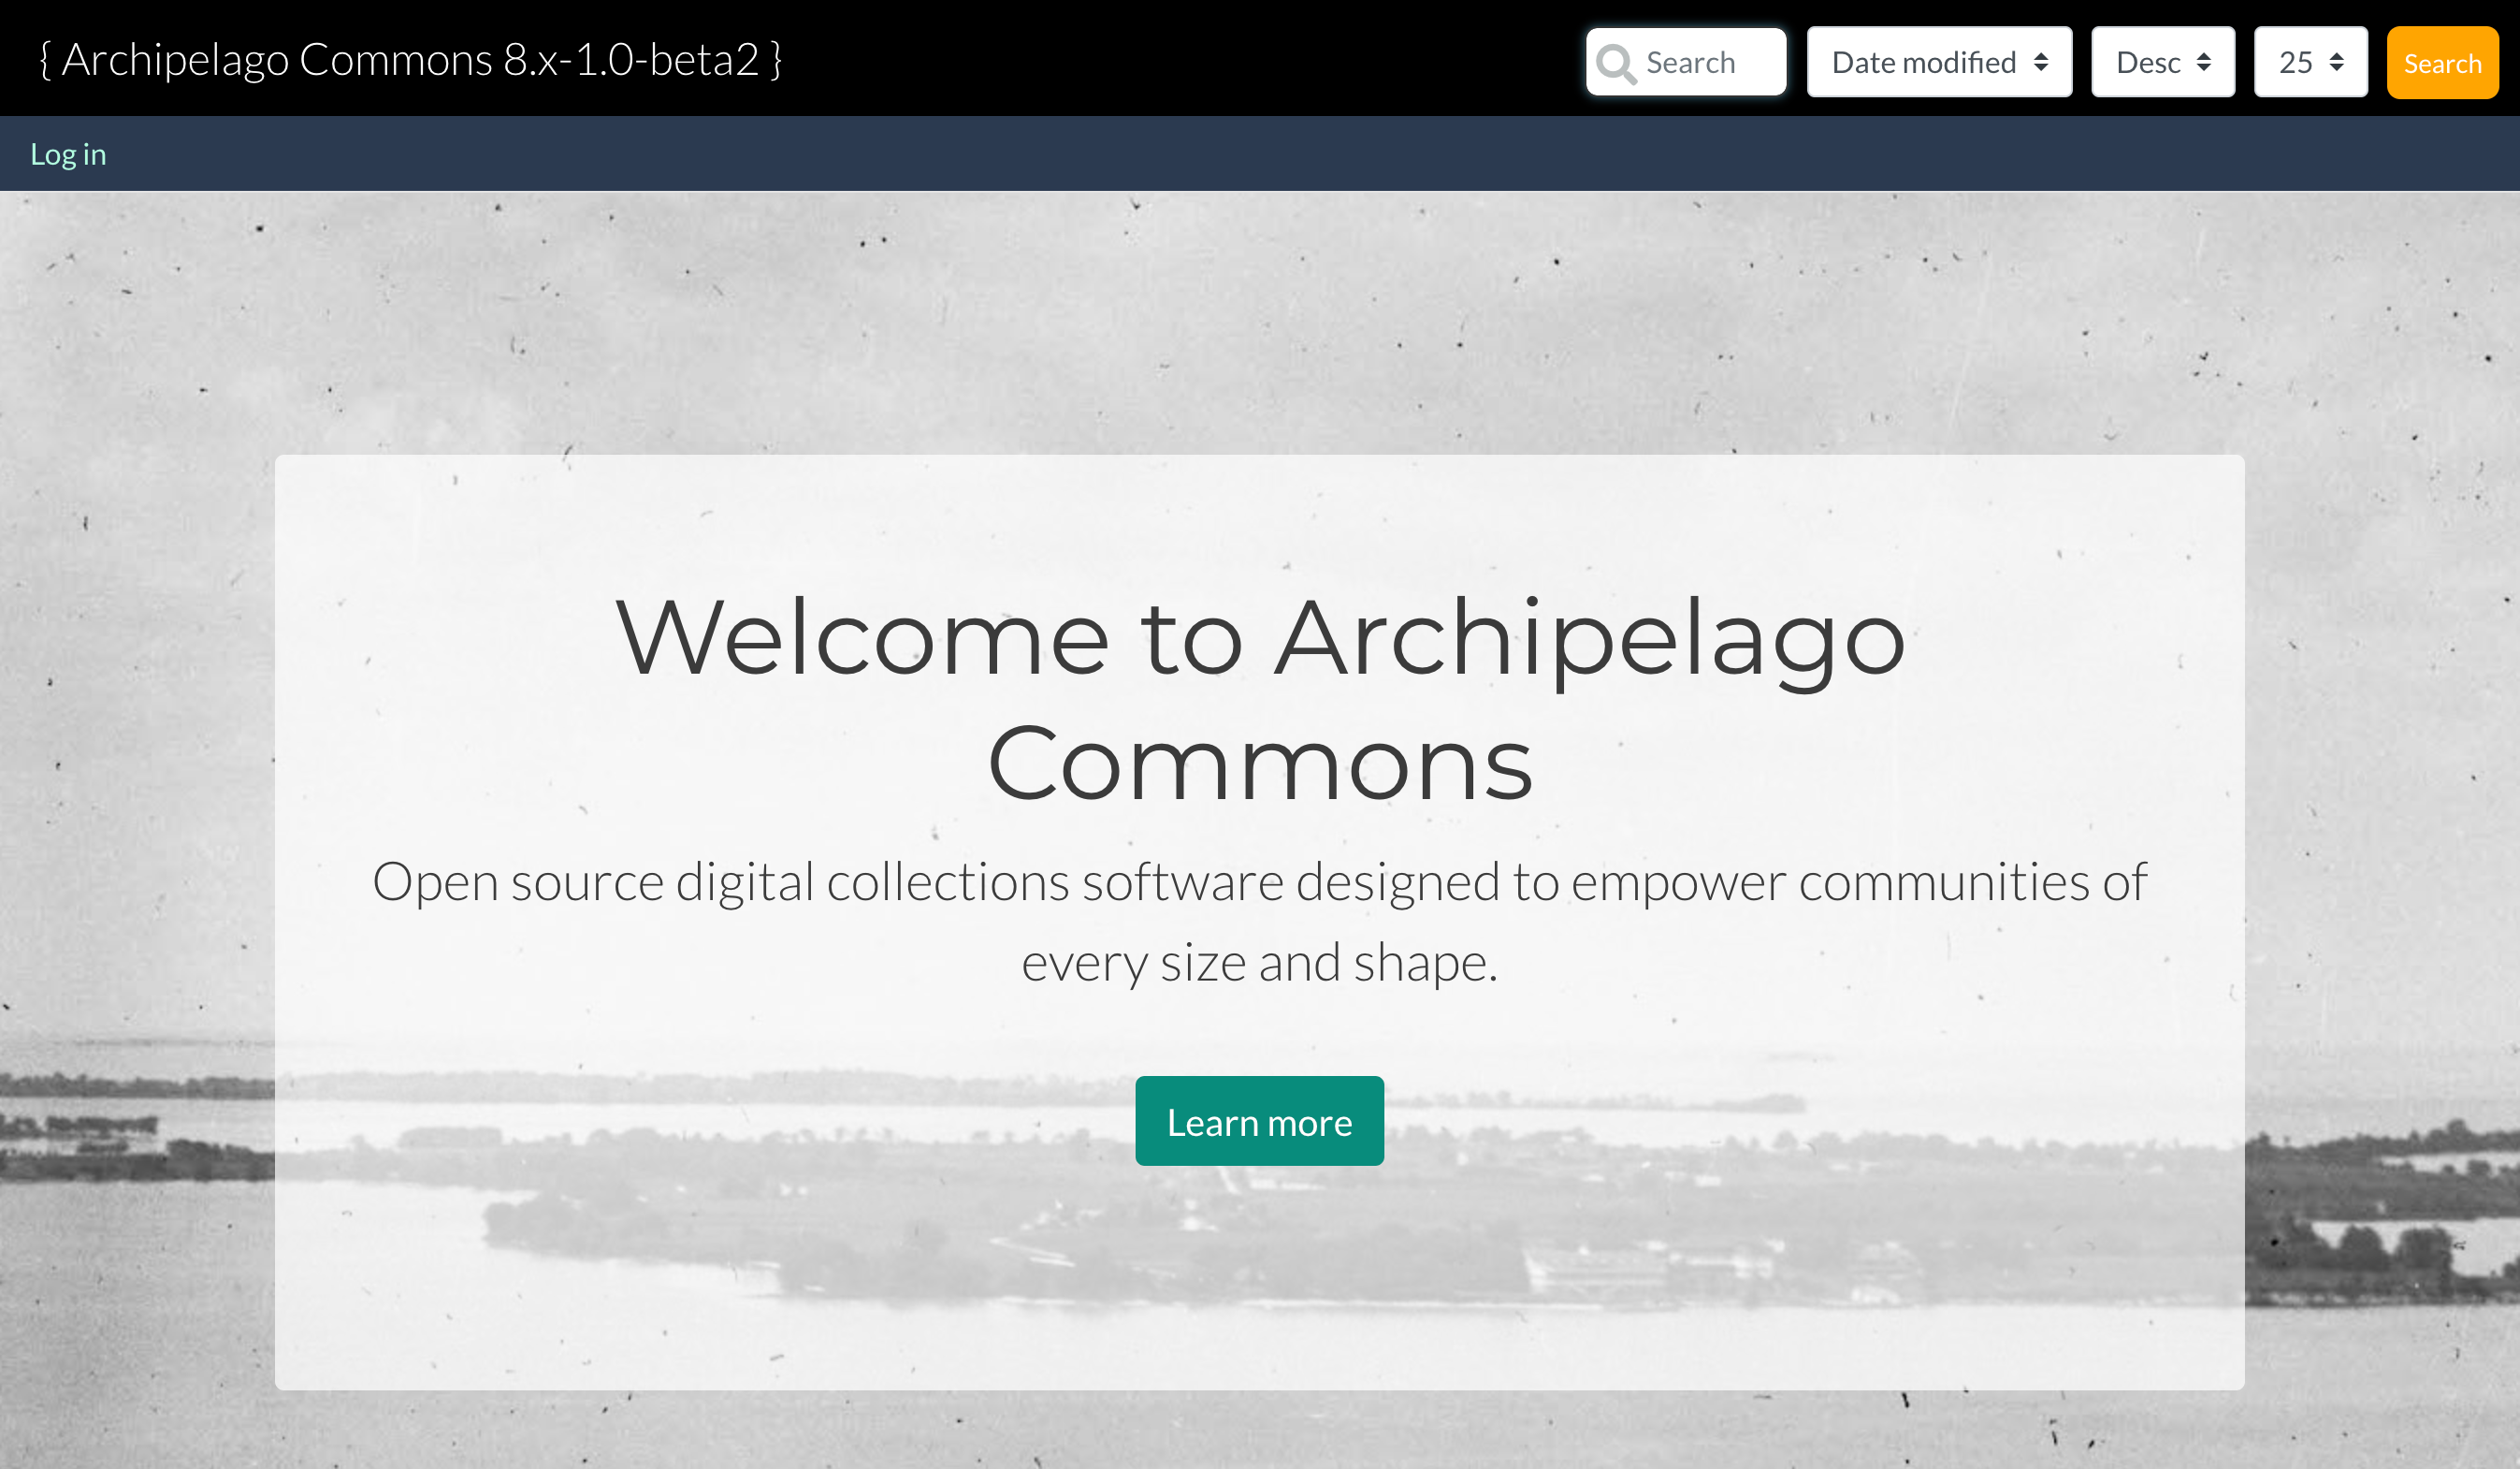 { Archipelago Commons 8.x-1.0-beta2 }
Search
Date modified
Desc
25
Search
Log in
Welcome to Archipelago
Commons
Open source digital collections software designed to empower communities of
every size and shape.
Learn more